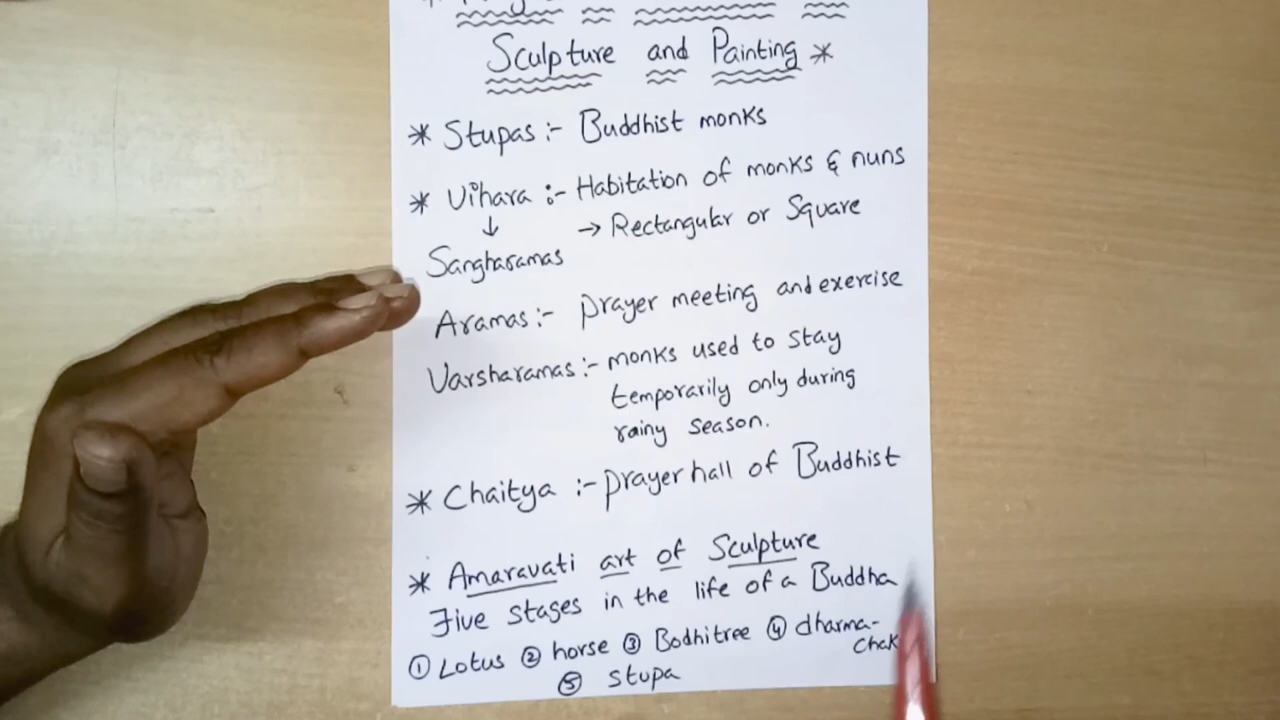 Sculpture and Painting *
* Stupas :- Buddhist monks
* Vihara :- Habitation of monks & nuns
↓ → Rectangular or Square
Sangharamas
Aramas :- prayer meeting and exercise
Varsharamas :- monks used to stay
temporarily only during
rainy season.
* Chaitya :- prayer hall of Buddhist
* Amaravati art of Sculpture
Five stages in the life of a Buddha
① Lotus ② horse ③ Bodhitree ④ dharma-
Chak
⑤ stupa